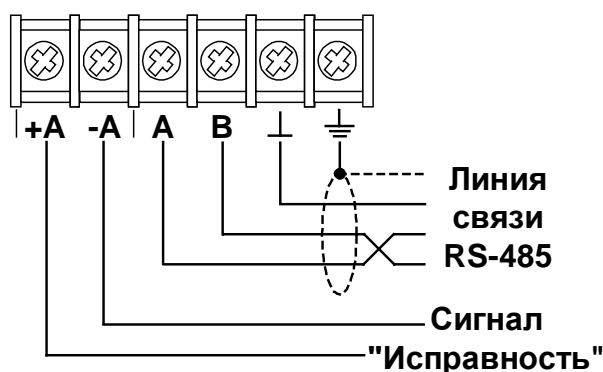 +A -A A B ⊥ ⏚
Линия
связи
RS-485
Сигнал
"Исправность"